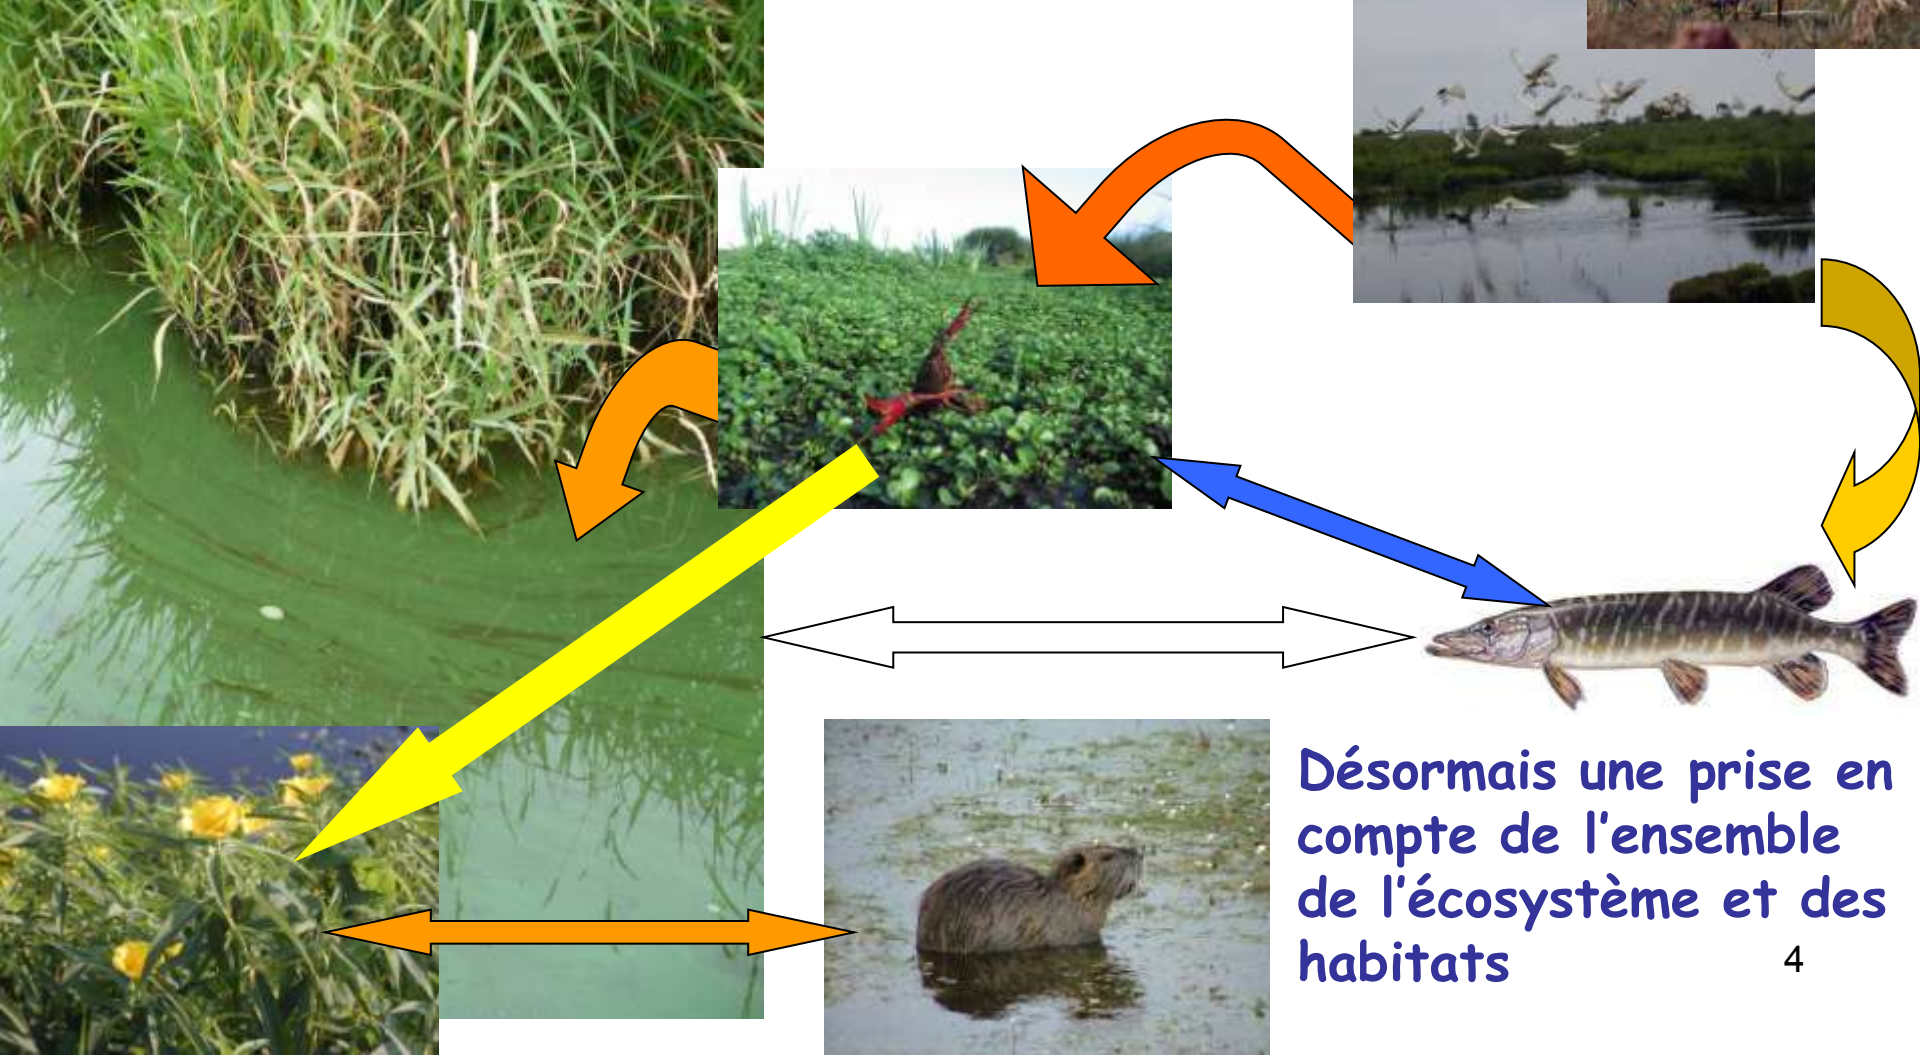 Désormais une prise en
compte de l'ensemble
de l'écosystème et des
habitats
4